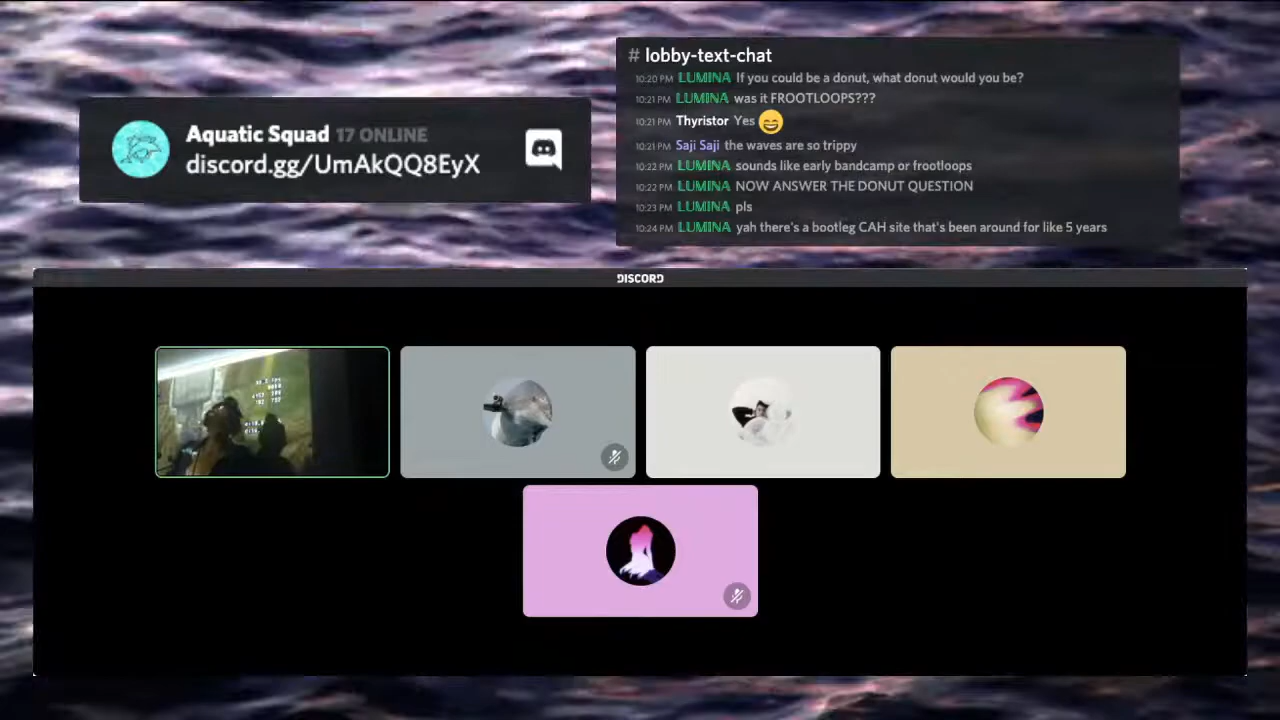 Aquatic Squad 17 ONLINE
discord.gg/UmAkQQ8EyX
# lobby-text-chat
10:20 PM LUMINA If you could be a donut, what donut would you be?
10:21 PM LUMINA was it FROOTLOOPS???
10:21 PM Thyristor Yes 😄
10:21 PM Saji Saji the waves are so trippy
10:22 PM LUMINA sounds like early bandcamp or frootloops
10:22 PM LUMINA NOW ANSWER THE DONUT QUESTION
10:23 PM LUMINA pls
10:24 PM LUMINA yah there's a bootleg CAH site that's been around for like 5 years
DISCORD